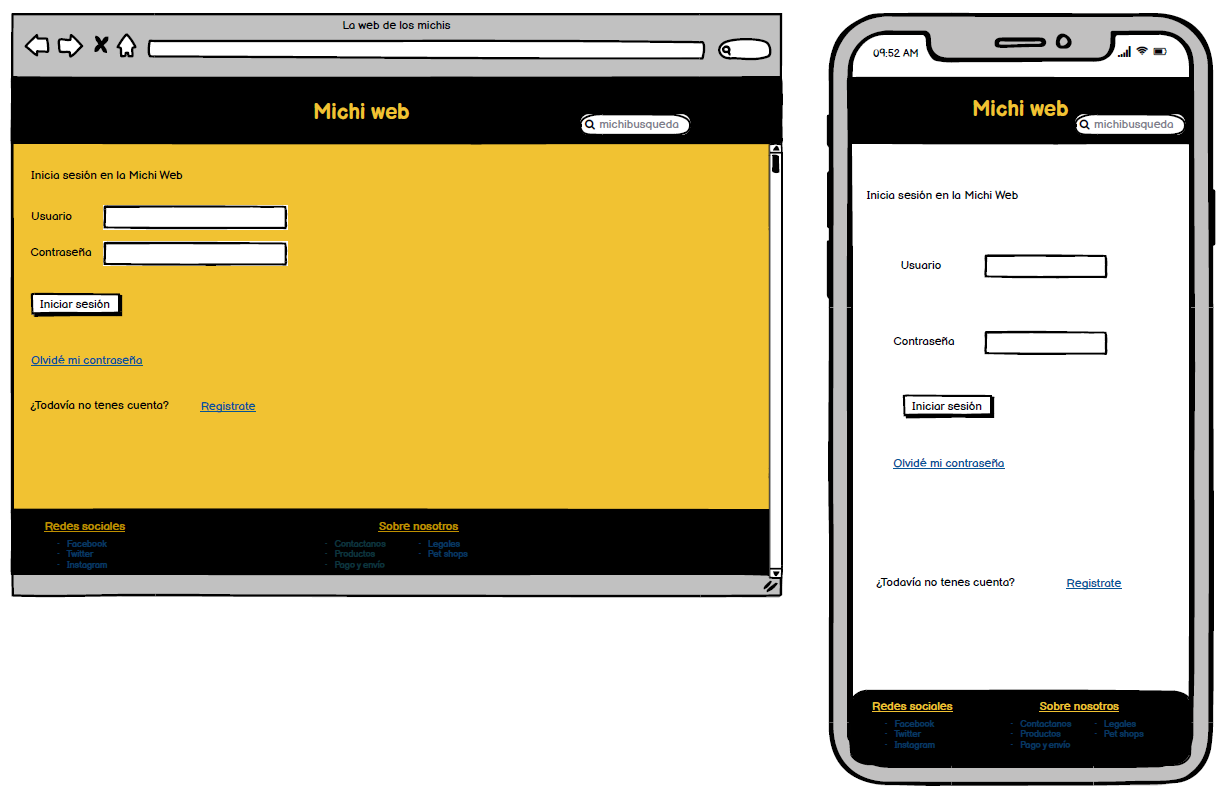 La web de los michis
Michi web
michibusqueda
Inicia sesión en la Michi Web
Usuario
Contraseña
Iniciar sesión
Olvidé mi contraseña
¿Todavía no tenes cuenta? Registrate
Redes sociales
· Facebook
· Twitter
· Instagram
Sobre nosotros
· Contactanos
· Productos
· Pago y envío
· Legales
· Pet shops
09:52 AM
Michi web
michibusqueda
Inicia sesión en la Michi Web
Usuario
Contraseña
Iniciar sesión
Olvidé mi contraseña
¿Todavía no tenes cuenta? Registrate
Redes sociales
· Facebook
· Twitter
· Instagram
Sobre nosotros
· Contactanos
· Productos
· Pago y envío
· Legales
· Pet shops